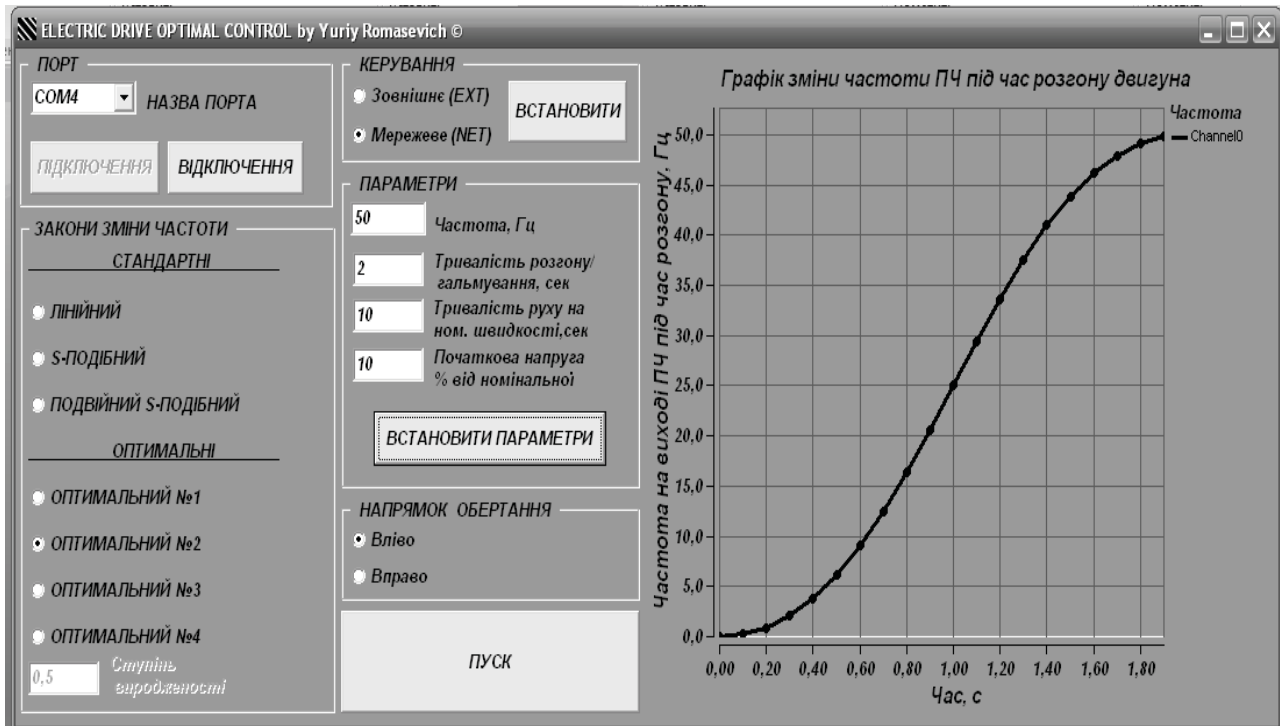 ELECTRIC DRIVE OPTIMAL CONTROL by Yuriy Romasevich ©
ПОРТ
COM4
НАЗВА ПОРТА
ПІДКЛЮЧЕННЯ
ВІДКЛЮЧЕННЯ
ЗАКОНИ ЗМІНИ ЧАСТОТИ
СТАНДАРТНІ
ЛІНІЙНИЙ
S-ПОДІБНИЙ
ПОДВІЙНИЙ S-ПОДІБНИЙ
ОПТИМАЛЬНІ
ОПТИМАЛЬНИЙ №1
ОПТИМАЛЬНИЙ №2
ОПТИМАЛЬНИЙ №3
ОПТИМАЛЬНИЙ №4
0,5
Ступінь
виродженості
КЕРУВАННЯ
Зовнішнє (EXT)
Мережеве (NET)
ВСТАНОВИТИ
ПАРАМЕТРИ
50
Частота, Гц
2
Тривалість розгону/
гальмування, сек
10
Тривалість руху на
ном. швидкості,сек
10
Початкова напруга
% від номінальної
ВСТАНОВИТИ ПАРАМЕТРИ
НАПРЯМОК ОБЕРТАННЯ
Вліво
Вправо
ПУСК
Графік зміни частоти ПЧ під час розгону двигуна
Частота
Channel0
Частота на виході ПЧ під час розгону, Гц
50,0
45,0
40,0
35,0
30,0
25,0
20,0
15,0
10,0
5,0
0,0
0,00 0,20 0,40 0,60 0,80 1,00 1,20 1,40 1,60 1,80
Час, с